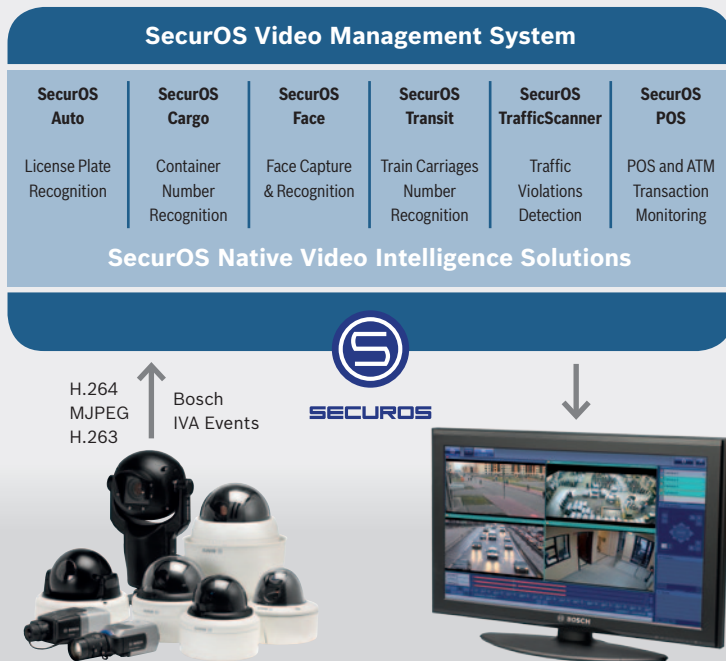 SecurOS Video Management System
SecurOS
Auto
License Plate
Recognition
SecurOS
Cargo
Container
Number
Recognition
SecurOS
Face
Face Capture
& Recognition
SecurOS
Transit
Train Carriages
Number
Recognition
SecurOS
TrafficScanner
Traffic
Violations
Detection
SecurOS
POS
POS and ATM
Transaction
Monitoring
SecurOS Native Video Intelligence Solutions
H.264
MJPEG
H.263
Bosch
IVA Events
S
SECUROS
BOSCH